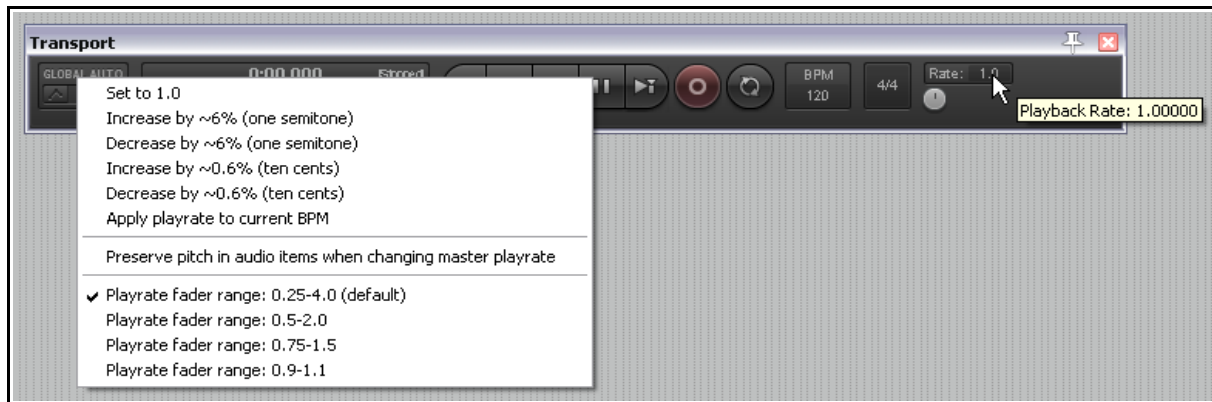 Transport
GLOBAL AUTO
0:00.000 Stopped
BPM
120
4/4
Rate: 1.0
Playback Rate: 1.00000
Set to 1.0
Increase by ~6% (one semitone)
Decrease by ~6% (one semitone)
Increase by ~0.6% (ten cents)
Decrease by ~0.6% (ten cents)
Apply playrate to current BPM
Preserve pitch in audio items when changing master playrate
Playrate fader range: 0.25-4.0 (default)
Playrate fader range: 0.5-2.0
Playrate fader range: 0.75-1.5
Playrate fader range: 0.9-1.1